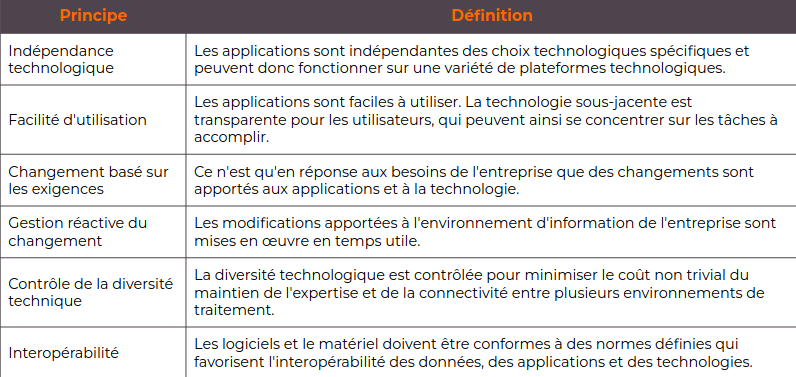 Principe
Définition
Indépendance
technologique
Les applications sont indépendantes des choix technologiques spécifiques et
peuvent donc fonctionner sur une variété de plateformes technologiques.
Facilité d'utilisation
Les applications sont faciles à utiliser. La technologie sous-jacente est
transparente pour les utilisateurs, qui peuvent ainsi se concentrer sur les tâches à
accomplir.
Changement basé sur
les exigences
Ce n'est qu'en réponse aux besoins de l'entreprise que des changements sont
apportés aux applications et à la technologie.
Gestion réactive du
changement
Les modifications apportées à l'environnement d'information de l'entreprise sont
mises en œuvre en temps utile.
Contrôle de la diversité
technique
La diversité technologique est contrôlée pour minimiser le coût non trivial du
maintien de l'expertise et de la connectivité entre plusieurs environnements de
traitement.
Interopérabilité
Les logiciels et le matériel doivent être conformes à des normes définies qui
favorisent l'interopérabilité des données, des applications et des technologies.